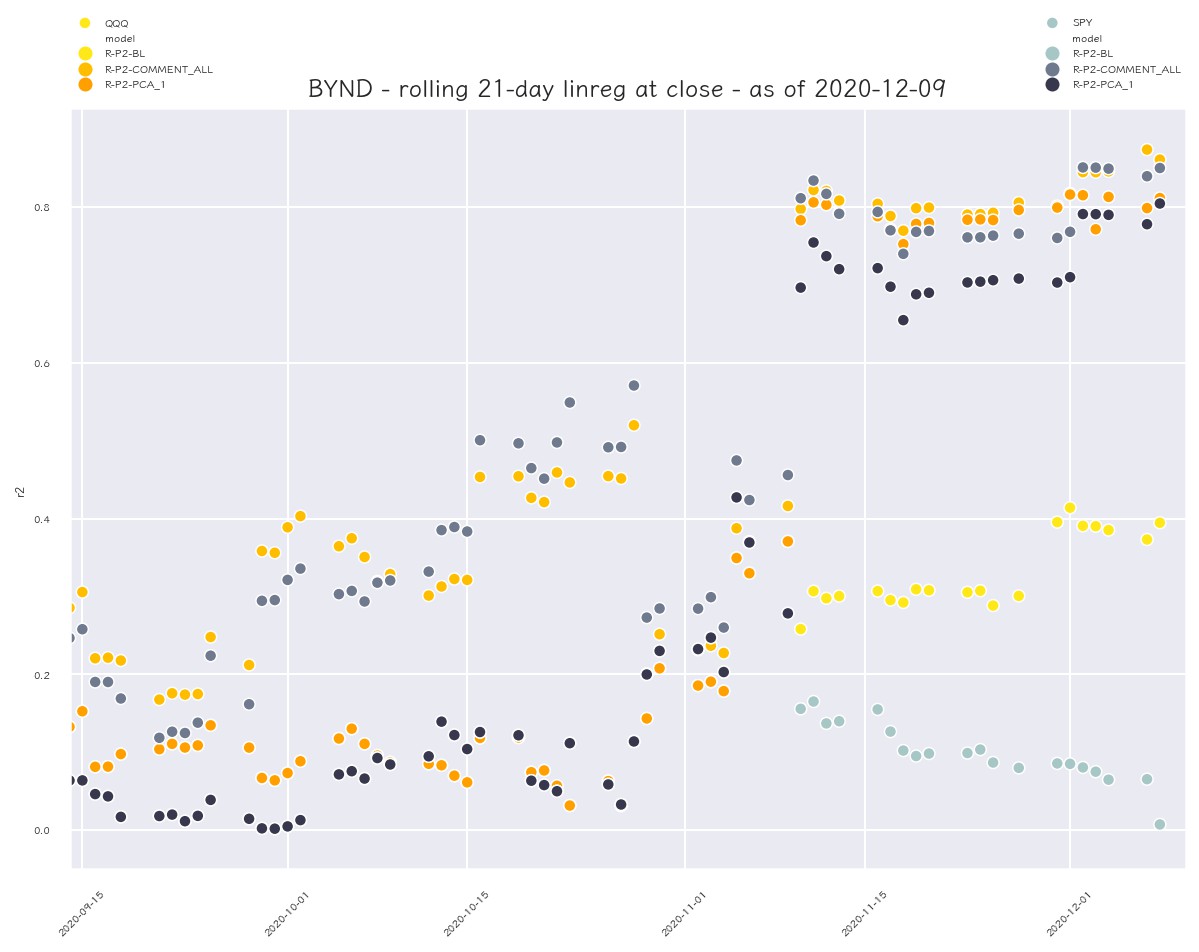 QQQ
model
R-P2-BL
R-P2-COMMENT_ALL
R-P2-PCA_1
SPY
model
R-P2-BL
R-P2-COMMENT_ALL
R-P2-PCA_1
BYND - rolling 21-day linreg at close - as of 2020-12-09
r2
0.8
0.6
0.4
0.2
0.0
2020-09-15
2020-10-01
2020-10-15
2020-11-01
2020-11-15
2020-12-01